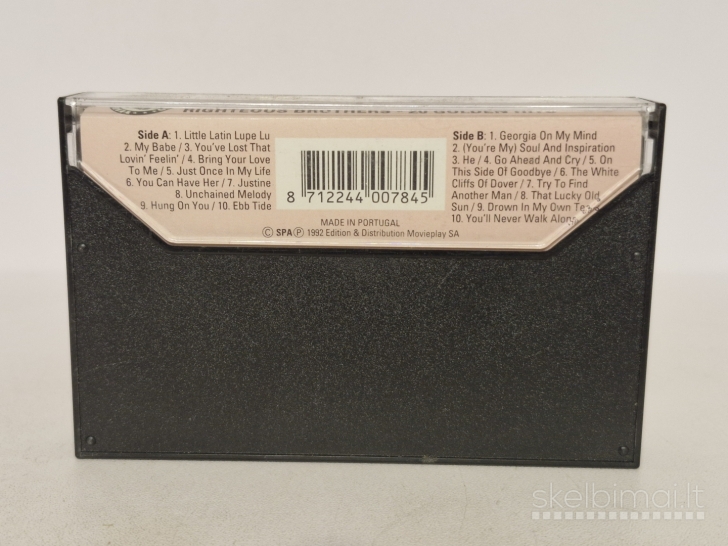 RIGHTEOUS BROTHERS - 20 GOLDEN HITS
Side A: 1. Little Latin Lupe Lu
2. My Babe / 3. You've Lost That
Lovin' Feelin' / 4. Bring Your Love
To Me / 5. Just Once In My Life
6. You Can Have Her / 7. Justine
8. Unchained Melody
9. Hung On You / 10. Ebb Tide
8 712244 007845
Side B: 1. Georgia On My Mind
2. (You're My) Soul And Inspiration
3. He / 4. Go Ahead And Cry / 5. On
This Side Of Goodbye / 6. The White
Cliffs Of Dover / 7. Try To Find
Another Man / 8. That Lucky Old
Sun / 9. Drown In My Own Tears
10. You'll Never Walk Alone
MADE IN PORTUGAL
© SPA ℗ 1992 Edition & Distribution Movieplay SA
skelbimai.lt